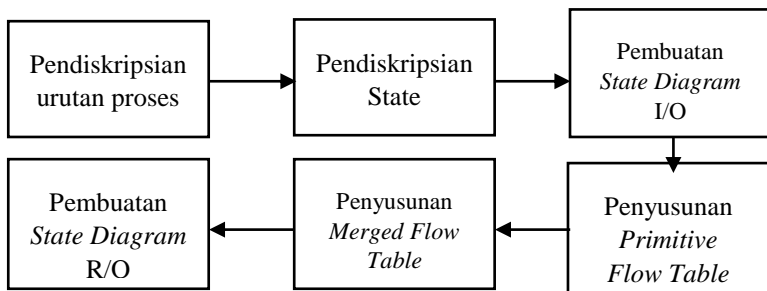 Pendiskripsian
urutan proses
Pendiskripsian
State
Pembuatan
State Diagram
I/O
Pembuatan
State Diagram
R/O
Penyusunan
Merged Flow
Table
Penyusunan
Primitive
Flow Table